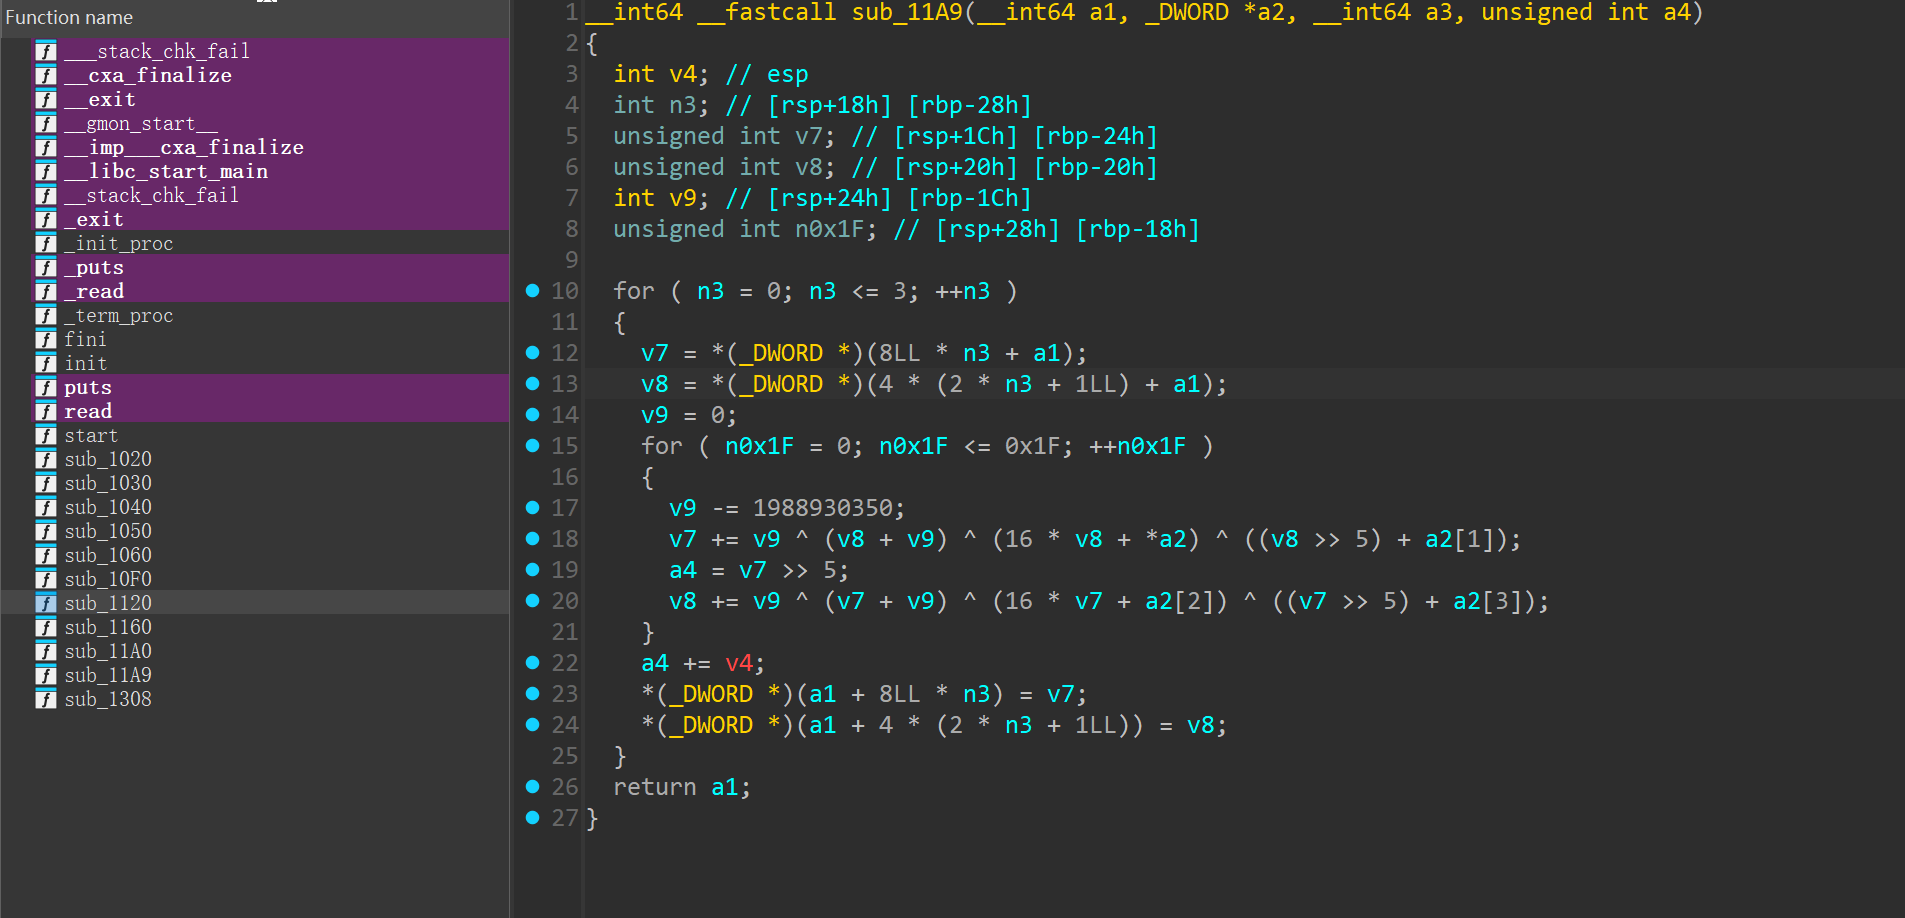 Function name
___stack_chk_fail
__cxa_finalize
__exit
__gmon_start__
__imp___cxa_finalize
__libc_start_main
__stack_chk_fail
_exit
_init_proc
_puts
_read
_term_proc
fini
init
puts
read
start
sub_1020
sub_1030
sub_1040
sub_1050
sub_1060
sub_10F0
sub_1120
sub_1160
sub_11A0
sub_11A9
sub_1308
1 __int64 __fastcall sub_11A9(__int64 a1, _DWORD *a2, __int64 a3, unsigned int a4)
2 {
3   int v4; // esp
4   int n3; // [rsp+18h] [rbp-28h]
5   unsigned int v7; // [rsp+1Ch] [rbp-24h]
6   unsigned int v8; // [rsp+20h] [rbp-20h]
7   int v9; // [rsp+24h] [rbp-1Ch]
8   unsigned int n0x1F; // [rsp+28h] [rbp-18h]
9
10   for ( n3 = 0; n3 <= 3; ++n3 )
11   {
12     v7 = *(_DWORD *)(8LL * n3 + a1);
13     v8 = *(_DWORD *)(4 * (2 * n3 + 1LL) + a1);
14     v9 = 0;
15     for ( n0x1F = 0; n0x1F <= 0x1F; ++n0x1F )
16     {
17       v9 -= 1988930350;
18       v7 += v9 ^ (v8 + v9) ^ (16 * v8 + *a2) ^ ((v8 >> 5) + a2[1]);
19       a4 = v7 >> 5;
20       v8 += v9 ^ (v7 + v9) ^ (16 * v7 + a2[2]) ^ ((v7 >> 5) + a2[3]);
21     }
22     a4 += v4;
23     *(_DWORD *)(a1 + 8LL * n3) = v7;
24     *(_DWORD *)(a1 + 4 * (2 * n3 + 1LL)) = v8;
25   }
26   return a1;
27 }